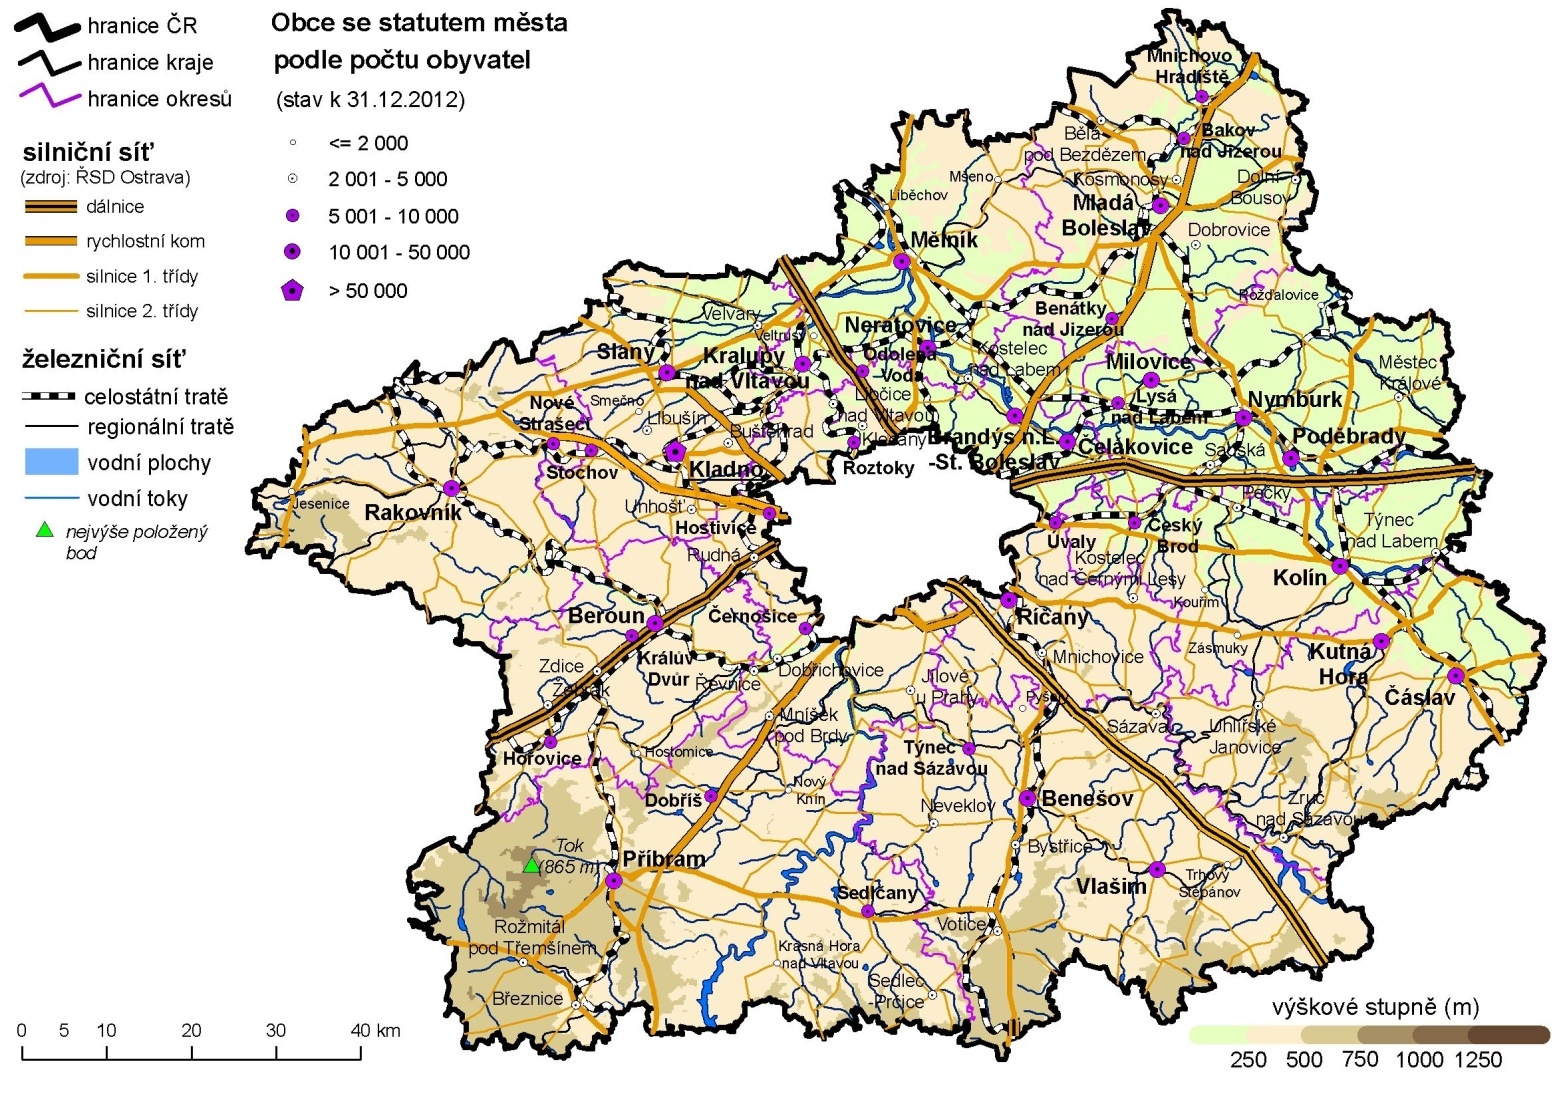 hranice ČR
hranice kraje
hranice okresů
silniční síť
(zdroj: ŘSD Ostrava)
dálnice
rychlostní kom
silnice 1. třídy
silnice 2. třídy
železniční síť
celostátní tratě
regionální tratě
vodní plochy
vodní toky
nejvýše položený
bod
Obce se statutem města
podle počtu obyvatel
(stav k 31.12.2012)
<= 2 000
2 001 - 5 000
5 001 - 10 000
10 001 - 50 000
> 50 000
Mnichovo
Hradiště
Bělá
pod Bezdězem
Bakov
nad Jizerou
Mšeno
Kosmonosy
Dolní
Bousov
Liběchov
Mladá
Boleslav
Mělník
Dobrovice
Rožďalovice
Benátky
nad Jizerou
Velvary
Veltrusy
Neratovice
Slaný
Kralupy
nad Vltavou
Odolena
Voda
Kostelec
nad Labem
Milovice
Městec
Králové
Smečno
Libčice
nad Vltavou
Lysá
nad Labem
Nymburk
Nové
Strašecí
Libušín
Buštěhrad
Klecany
Brandýs n.L.
-St. Boleslav
Čelákovice
Poděbrady
Sadská
Stochov
Kladno
Roztoky
Pečky
Jesenice
Rakovník
Unhošť
Hostivice
Úvaly
Český
Brod
Týnec
nad Labem
Rudná
Kostelec
nad Černými Lesy
Kolín
Kouřim
Beroun
Černošice
Říčany
Zásmuky
Kutná
Hora
Zdice
Králův
Dvůr
Dobřichovice
Mnichovice
Žebrák
Řevnice
Jílové
u Prahy
Pyšely
Čáslav
Mníšek
pod Brdy
Sázava
Uhlířské
Janovice
Hořovice
Hostomice
Týnec
nad Sázavou
Dobříš
Nový
Knín
Neveklov
Benešov
Zruč
nad Sázavou
Tok
(865 m)
Příbram
Bystřice
Vlašim
Trhový
Štěpánov
Sedlčany
Rožmitál
pod Třemšínem
Votice
Krásná Hora
nad Vltavou
Březnice
Sedlec
-Prčice
0 5 10 20 30 40 km
výškové stupně (m)
250 500 750 1000 1250